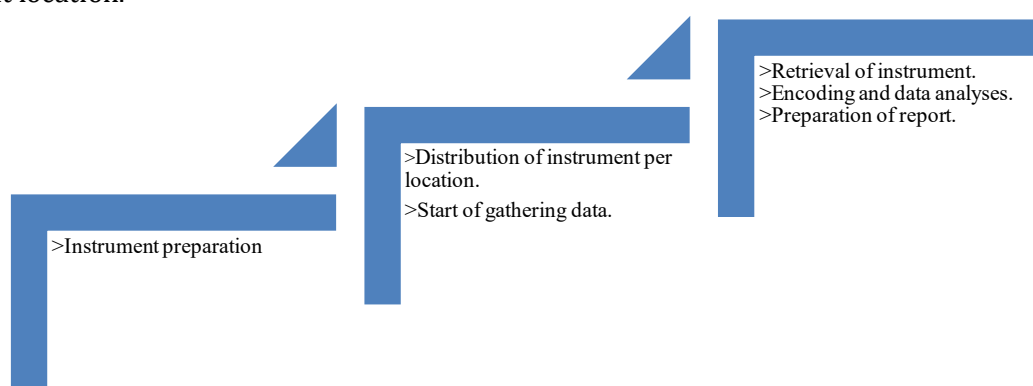 location.
>Retrieval of instrument.
>Encoding and data analyses.
>Preparation of report.
>Distribution of instrument per
location.
>Start of gathering data.
>Instrument preparation